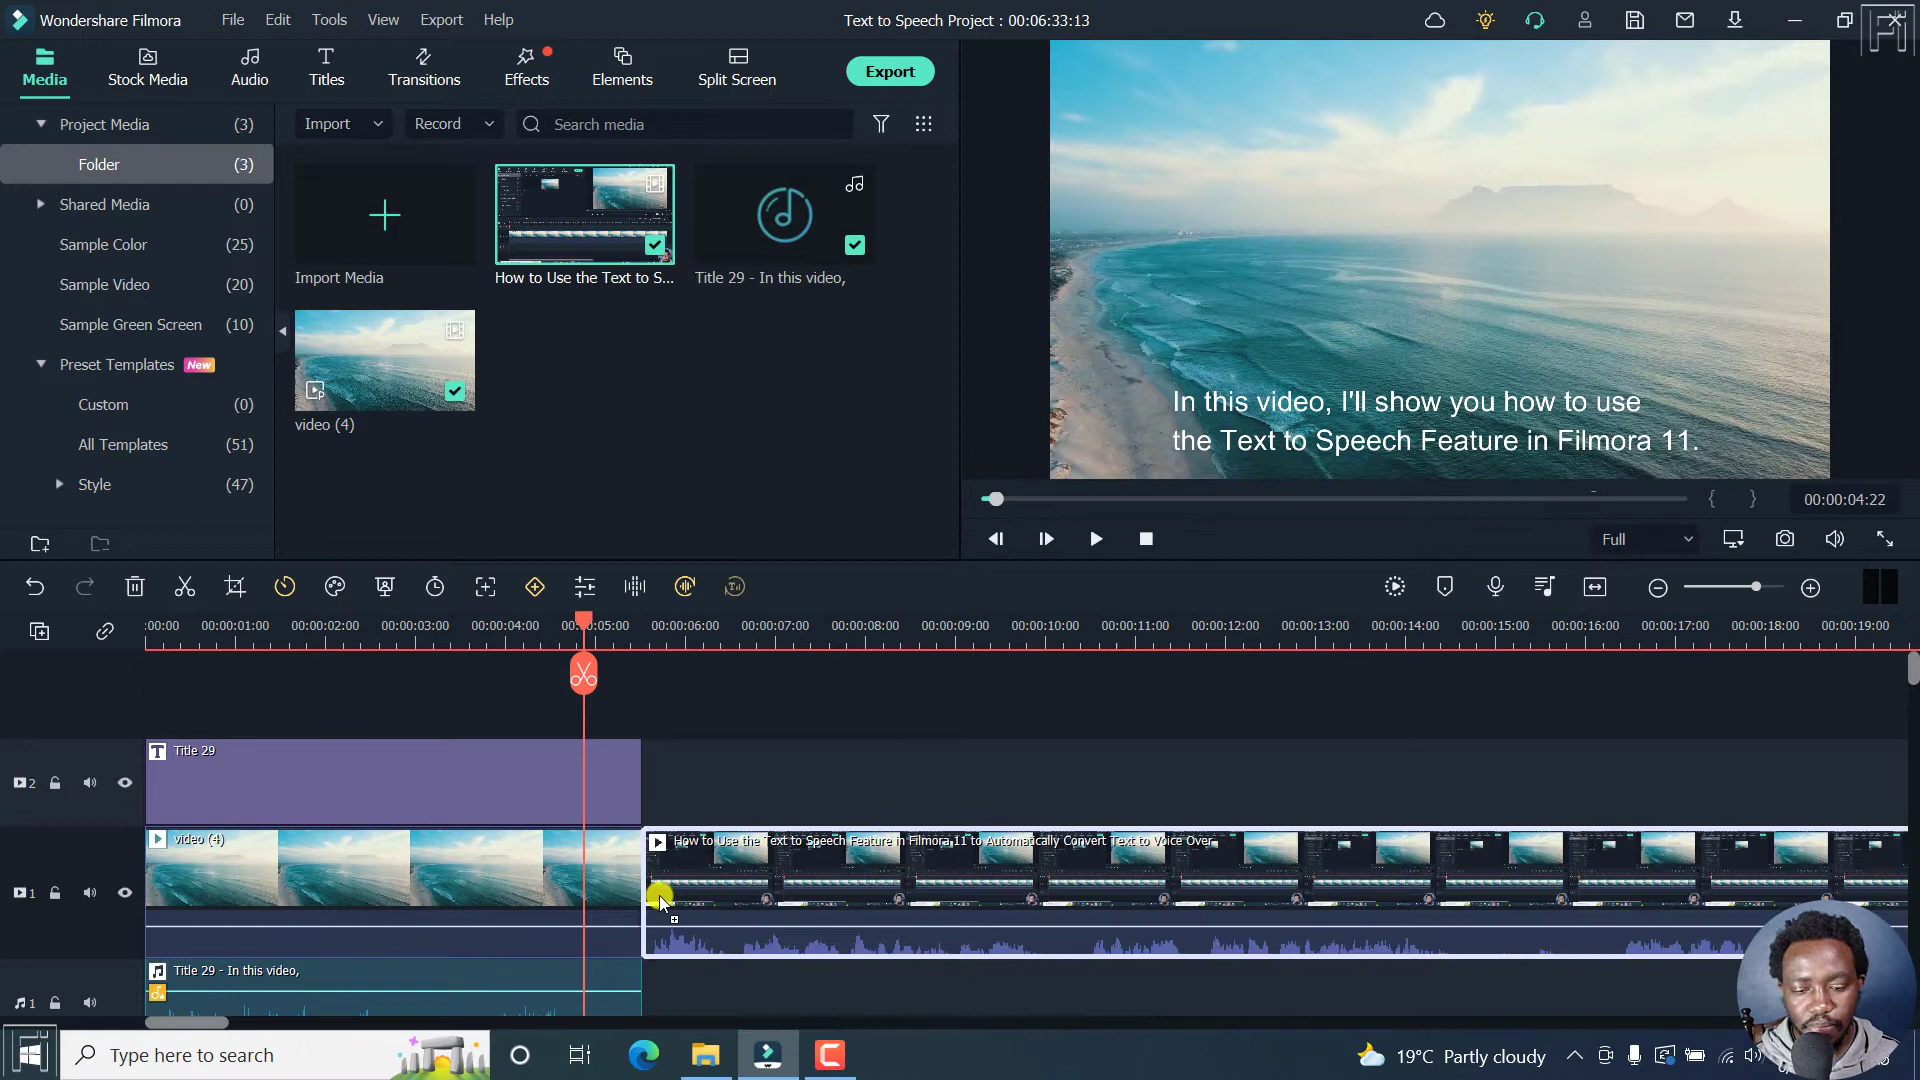 Wondershare Filmora
File
Edit
Tools
View
Export
Help
Text to Speech Project : 00:06:33:13
Media
Stock Media
Audio
Titles
Transitions
Effects
Elements
Split Screen
Export
Project Media (3)
Folder (3)
Shared Media (0)
Sample Color (25)
Sample Video (20)
Sample Green Screen (10)
Preset Templates New
Custom (0)
All Templates (51)
Style (47)
Import
Record
Search media
Import Media
How to Use the Text to S...
Title 29 - In this video,
video (4)
In this video, I'll show you how to use
the Text to Speech Feature in Filmora 11.
00:00:04:22
Full
:00:00
00:00:01:00
00:00:02:00
00:00:03:00
00:00:04:00
00:00:05:00
00:00:06:00
00:00:07:00
00:00:08:00
00:00:09:00
00:00:10:00
00:00:11:00
00:00:12:00
00:00:13:00
00:00:14:00
00:00:15:00
00:00:16:00
00:00:17:00
00:00:18:00
00:00:19:00
Title 29
2
video (4)
How to Use the Text to Speech Feature in Filmora 11 to Automatically Convert Text to Voice Over
1
Title 29 - In this video,
1
Type here to search
19°C Partly cloudy